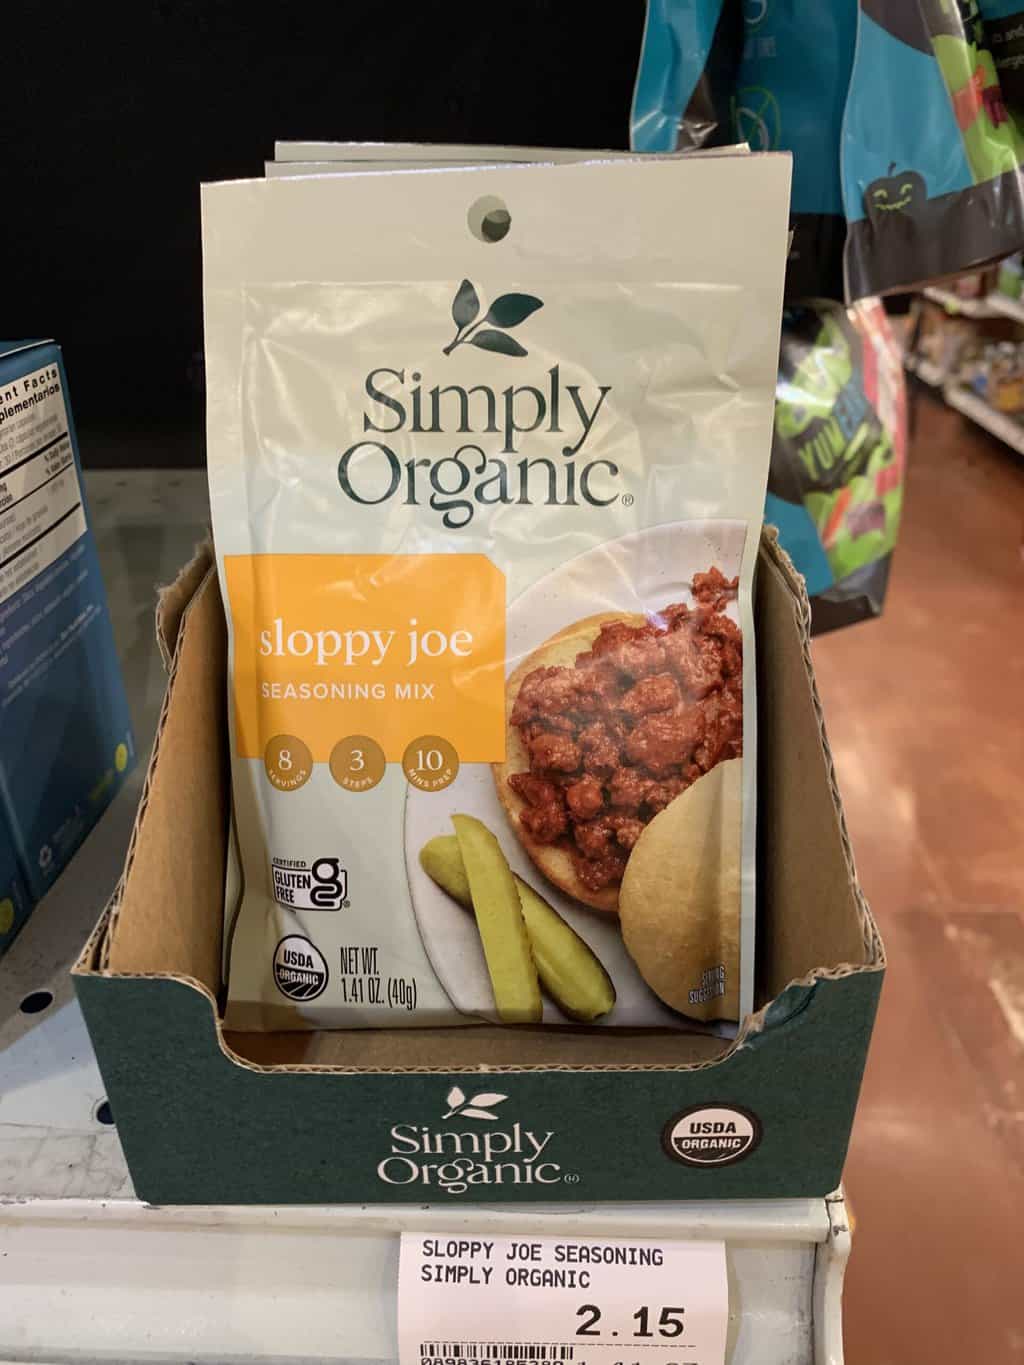 Simply
Organic®
sloppy joe
SEASONING MIX
8
SERVINGS
3
STEPS
10
MINS PREP
CERTIFIED
GLUTEN
FREE
USDA
ORGANIC
NET WT.
1.41 OZ. (40g)
SERVING
SUGGESTION
Simply
Organic®
USDA
ORGANIC
SLOPPY JOE SEASONING
SIMPLY ORGANIC
2.15
YUM